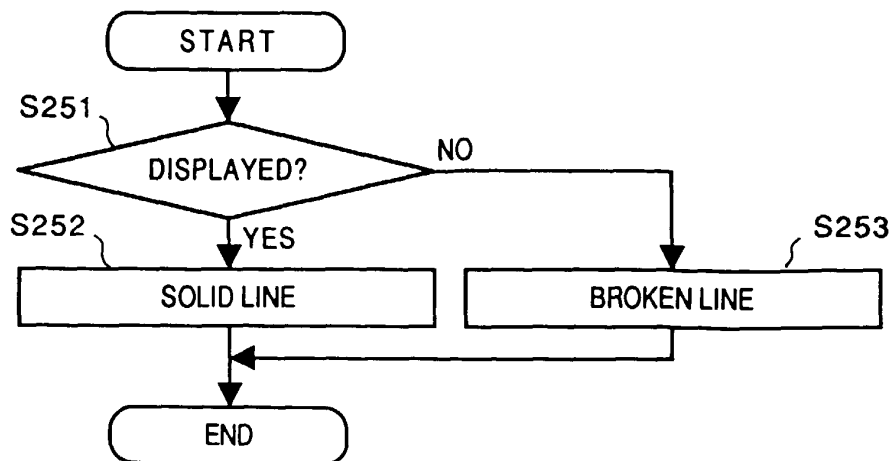 START
S251
DISPLAYED?
NO
S252
YES
S253
SOLID LINE
BROKEN LINE
END